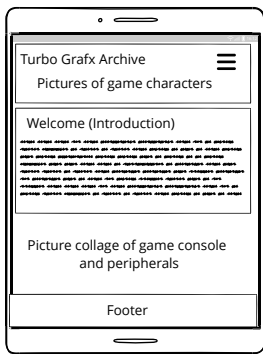 Turbo Grafx Archive
Pictures of game characters
Welcome (Introduction)
Picture collage of game console
and peripherals
Footer